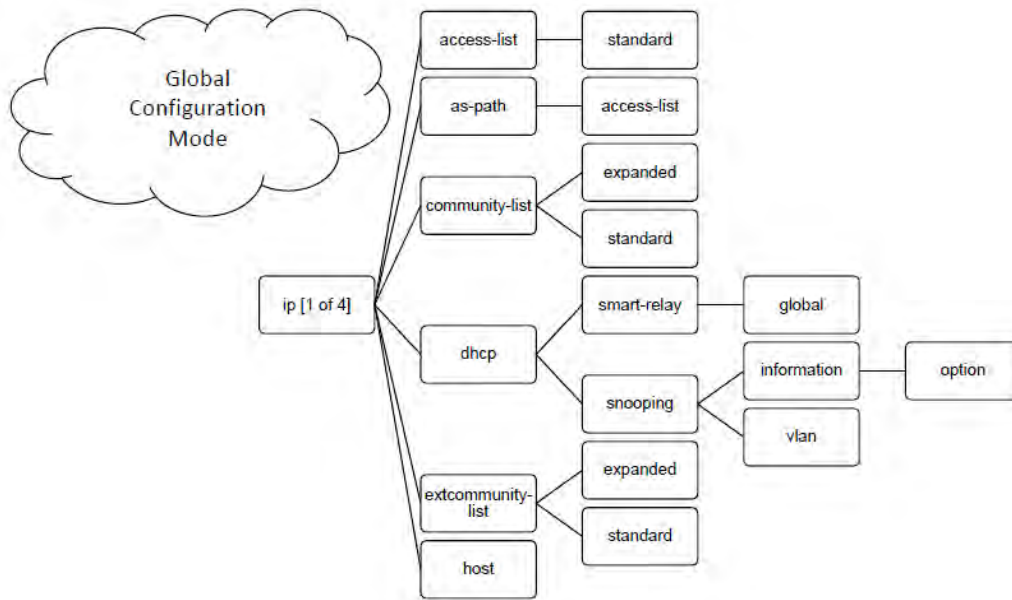 Global
Configuration
Mode
ip [1 of 4]
access-list
standard
as-path
access-list
community-list
expanded
standard
dhcp
smart-relay
global
snooping
information
option
vlan
extcommunity-
list
expanded
standard
host